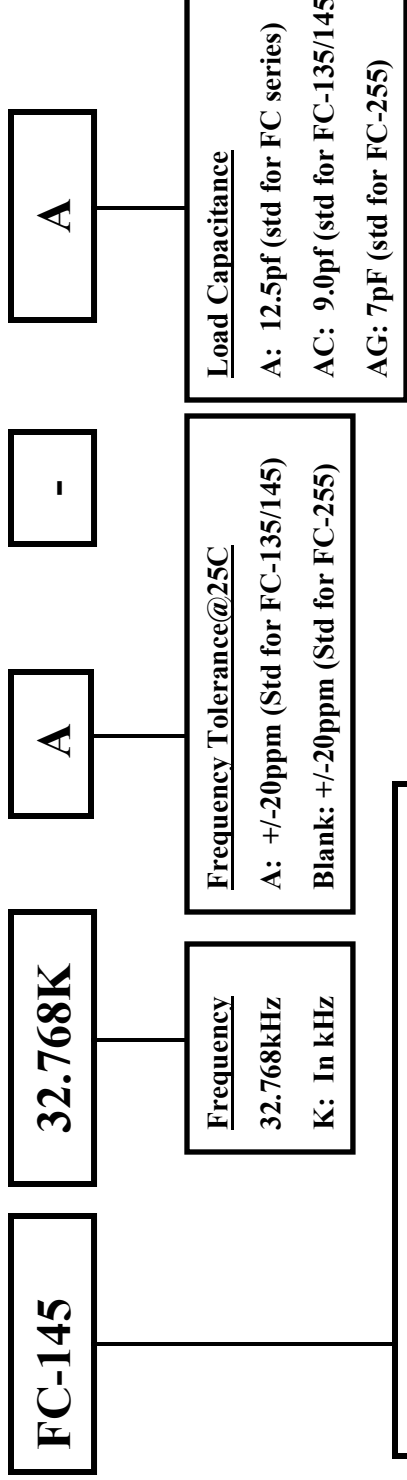 FC-145
32.768K
A
-
A
Frequency
32.768kHz
K: In kHz
Frequency Tolerance@25C
A: +/-20ppm (Std for FC-135/145)
Blank: +/-20ppm (Std for FC-255)
Load Capacitance
A: 12.5pf (std for FC series)
AC: 9.0pf (std for FC-135/145
AG: 7pF (std for FC-255)